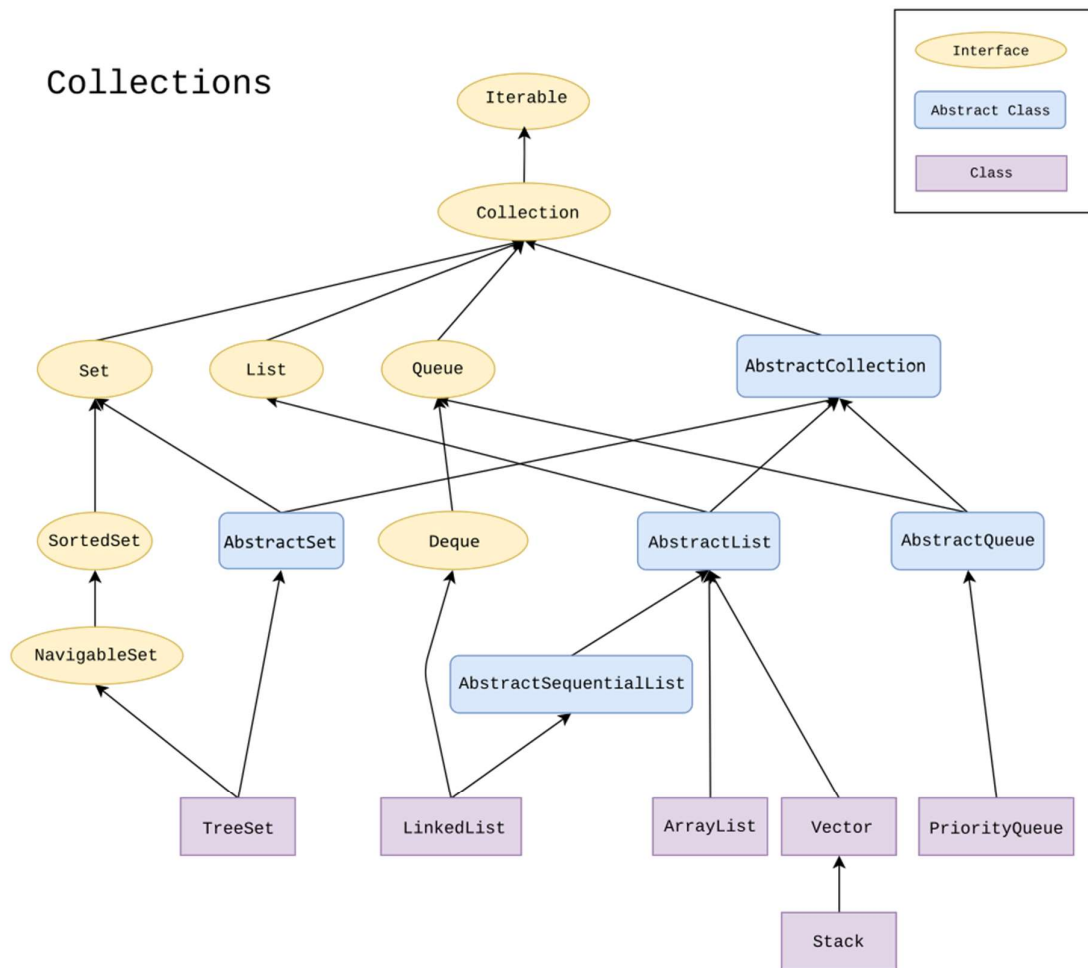 Collections
Interface
Abstract Class
Class
Iterable
Collection
Set
List
Queue
AbstractCollection
SortedSet
AbstractSet
Deque
AbstractList
AbstractQueue
NavigableSet
AbstractSequentialList
TreeSet
LinkedList
ArrayList
Vector
PriorityQueue
Stack